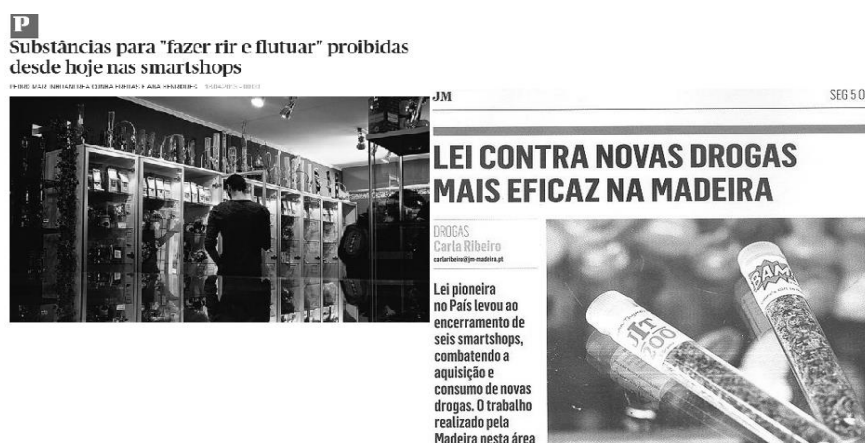 P
Substâncias para "fazer rir e flutuar" proibidas
desde hoje nas smartshops
JM
LEI CONTRA NOVAS DROGAS
MAIS EFICAZ NA MADEIRA
DROGAS
Carla Ribeiro
carlaribeiro@jm-madeira.pt
Lei pioneira
no País levou ao
encerramento de
seis smartshops,
combatendo a
aquisição e
consumo de novas
drogas. O trabalho
realizado pela
Madeira nesta área
BAM!